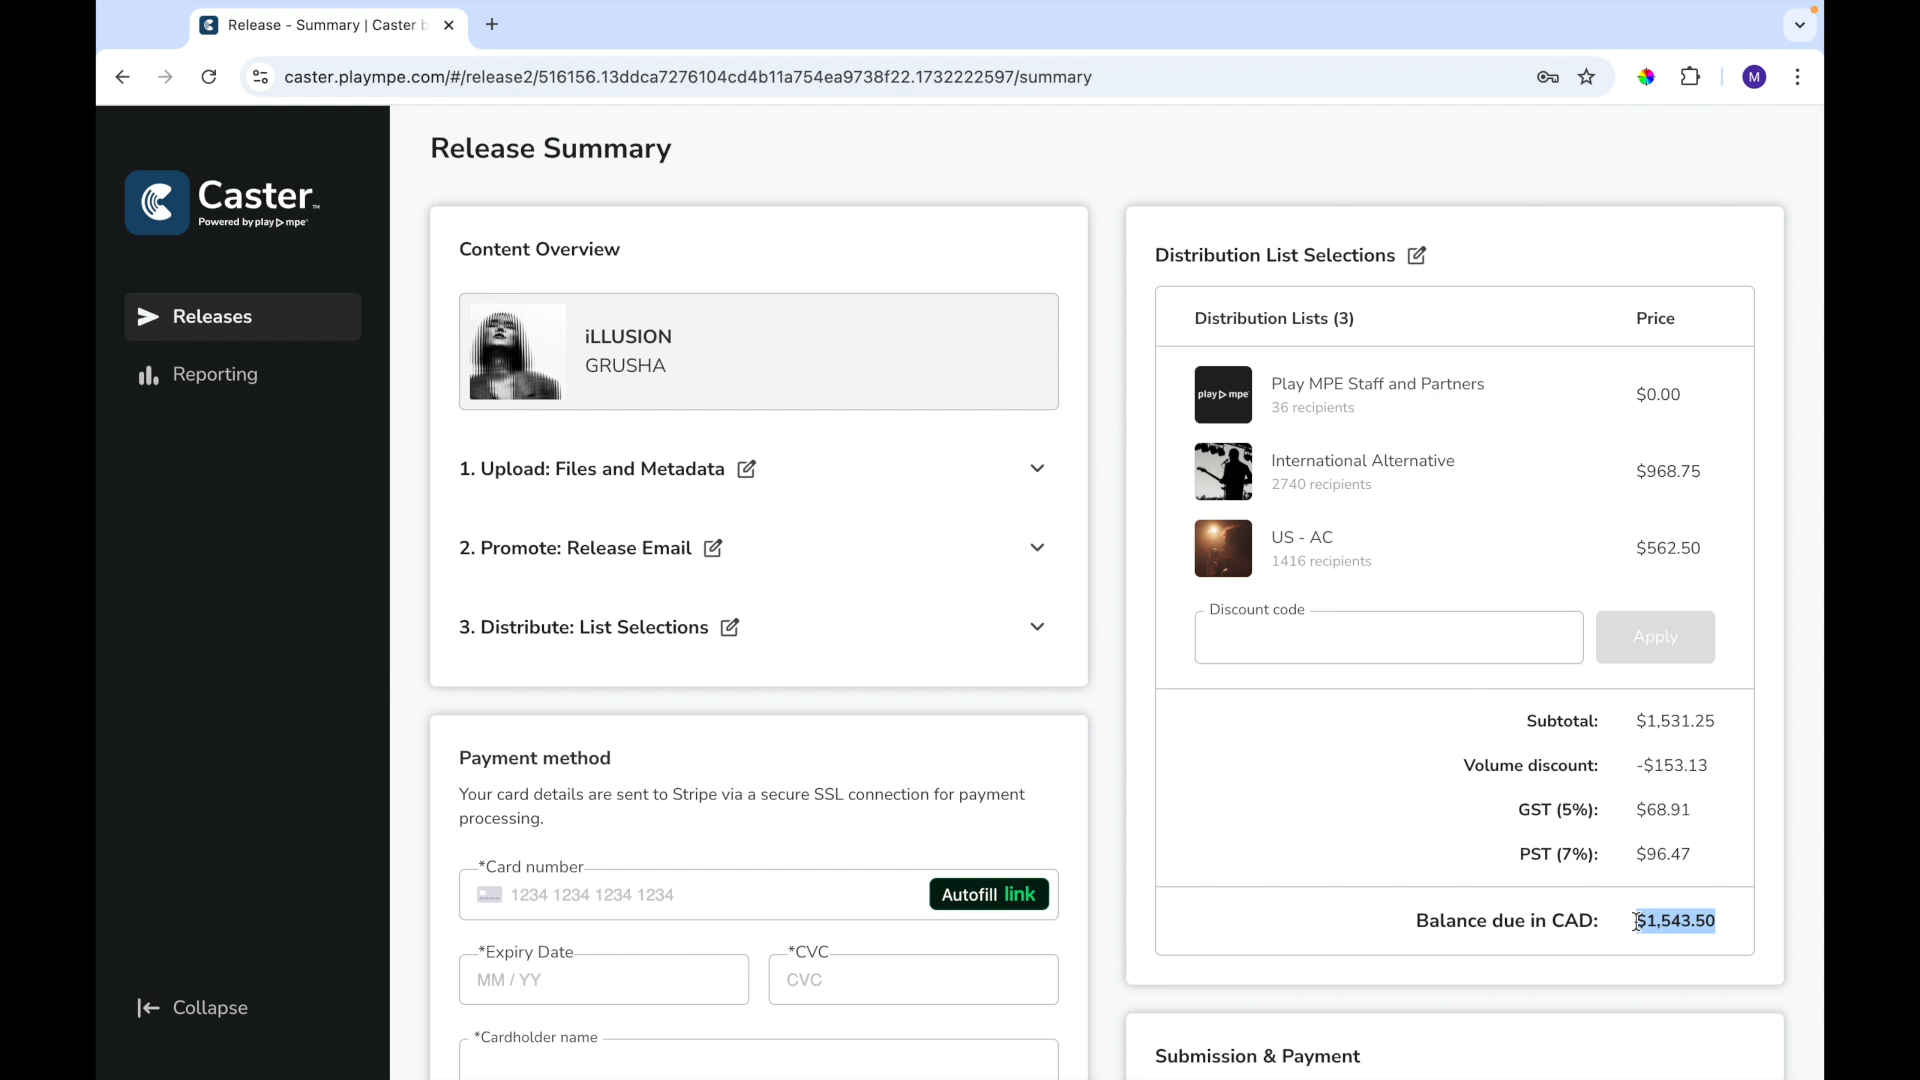 Release - Summary | Caster b
caster.plaympe.com/#/release2/516156.13ddca7276104cd4b11a754ea9738f22.1732222597/summary
M
Caster™
Powered by play mpe®
Releases
Reporting
Collapse
Release Summary
Content Overview
iLLUSION
GRUSHA
1. Upload: Files and Metadata
2. Promote: Release Email
3. Distribute: List Selections
Payment method
Your card details are sent to Stripe via a secure SSL connection for payment
processing.
*Card number
1234 1234 1234 1234
Autofill link
*Expiry Date
MM / YY
*CVC
CVC
*Cardholder name
Distribution List Selections
Distribution Lists (3) Price
play mpe
Play MPE Staff and Partners
36 recipients
$0.00
International Alternative
2740 recipients
$968.75
US - AC
1416 recipients
$562.50
Discount code
Apply
Subtotal: $1,531.25
Volume discount: -$153.13
GST (5%): $68.91
PST (7%): $96.47
Balance due in CAD: $1,543.50
Submission & Payment